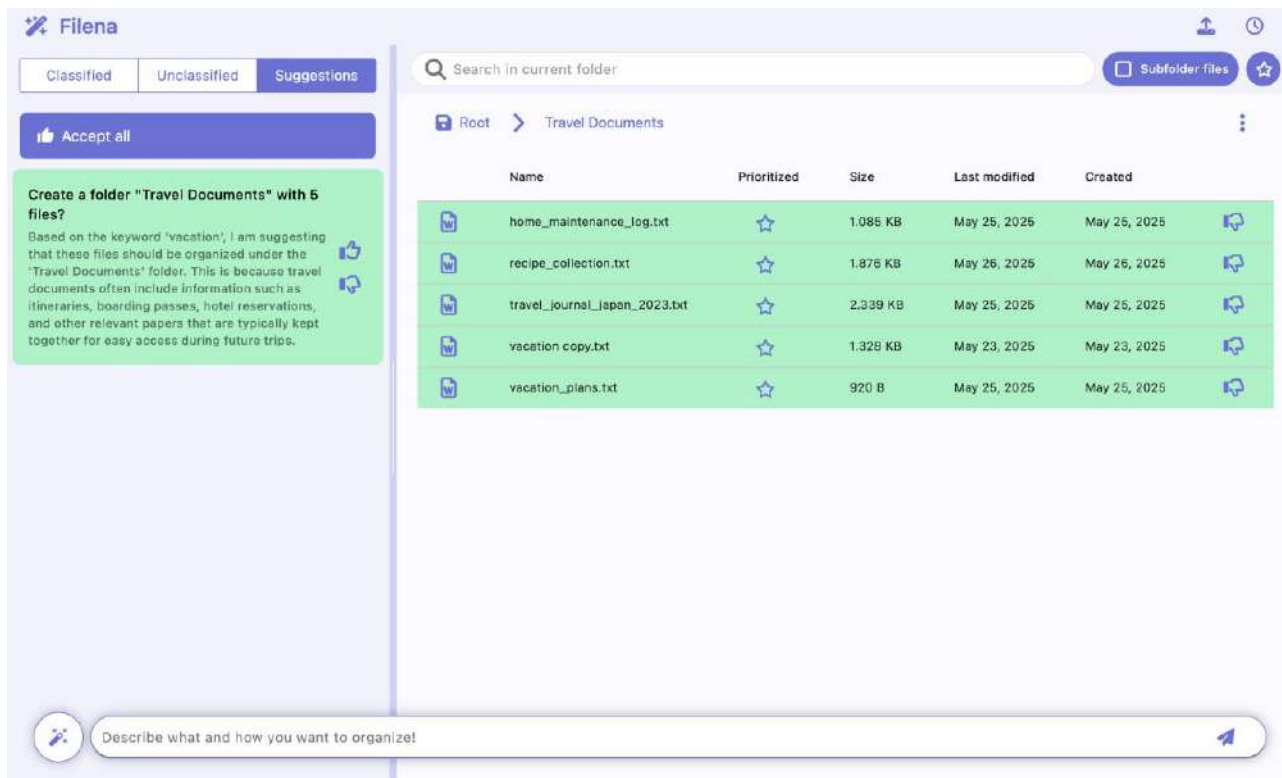 Filena
Classified Unclassified Suggestions
Accept all
Create a folder "Travel Documents" with 5
files?
Based on the keyword 'vacation', I am suggesting
that these files should be organized under the
'Travel Documents' folder. This is because travel
documents often include information such as
itineraries, boarding passes, hotel reservations,
and other relevant papers that are typically kept
together for easy access during future trips.
Search in current folder
Subfolder files
Root Travel Documents
Name Prioritized Size Last modified Created
home_maintenance_log.txt 1.085 KB May 25, 2025 May 25, 2025
recipe_collection.txt 1.876 KB May 26, 2025 May 26, 2025
travel_journal_japan_2023.txt 2.339 KB May 25, 2025 May 25, 2025
vacation copy.txt 1.328 KB May 23, 2025 May 23, 2025
vacation_plans.txt 920 B May 25, 2025 May 25, 2025
Describe what and how you want to organize!